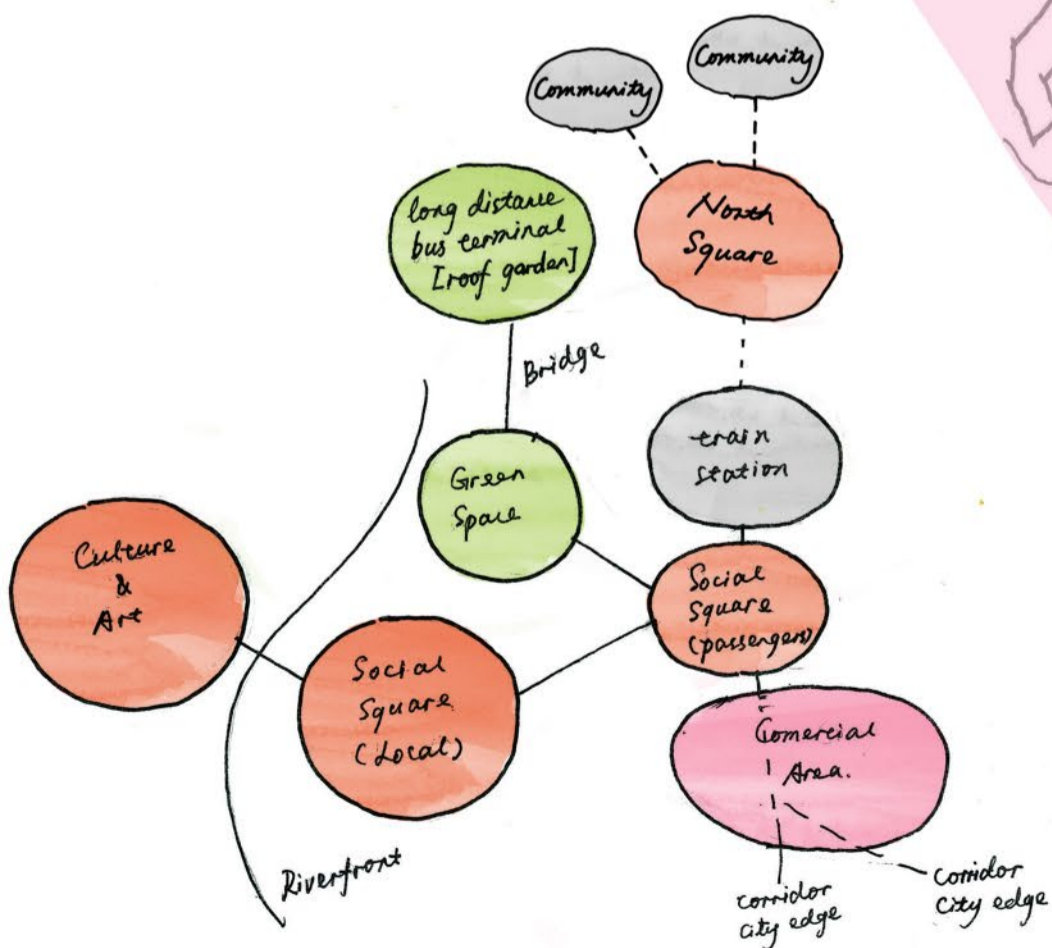 Community
Community
North
Square
long distance
bus terminal
[roof garden]
Bridge
train
station
Green
Space
Culture
&
Art
Social
Square
(passengers)
Social
Square
(Local)
Comercial
Area.
Riverfront
corridor
city edge
Corridor
City edge